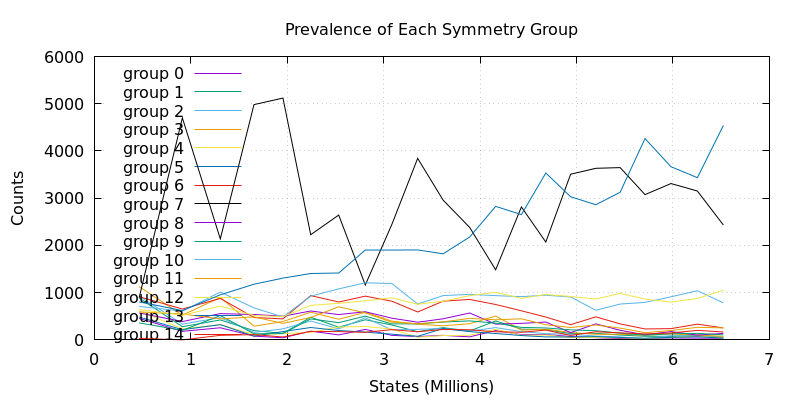 Prevalence of Each Symmetry Group
6000
5000
4000
3000
2000
1000
0
Counts
group 0
group 1
group 2
group 3
group 4
group 5
group 6
group 7
group 8
group 9
group 10
group 11
group 12
group 13
group 14
0 1 2 3 4 5 6 7
States (Millions)